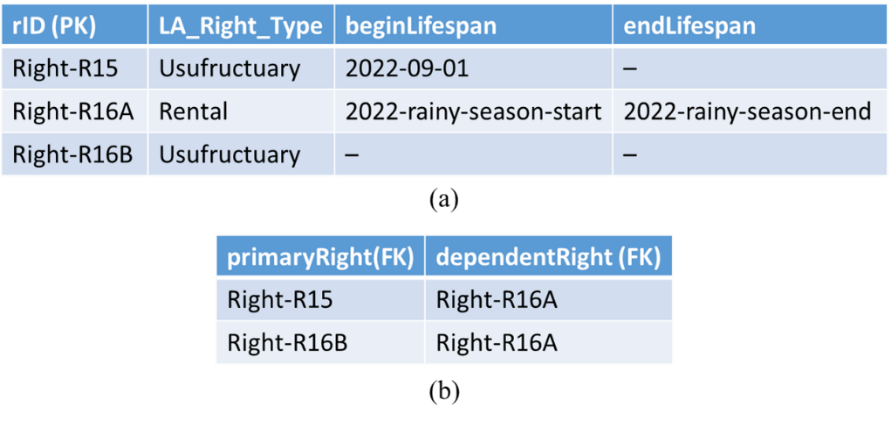 rID (PK) LA_Right_Type beginLifespan endLifespan
Right-R15 Usufructuary 2022-09-01 –
Right-R16A Rental 2022-rainy-season-start 2022-rainy-season-end
Right-R16B Usufructuary – –
(a)
primaryRight(FK) dependentRight (FK)
Right-R15 Right-R16A
Right-R16B Right-R16A
(b)